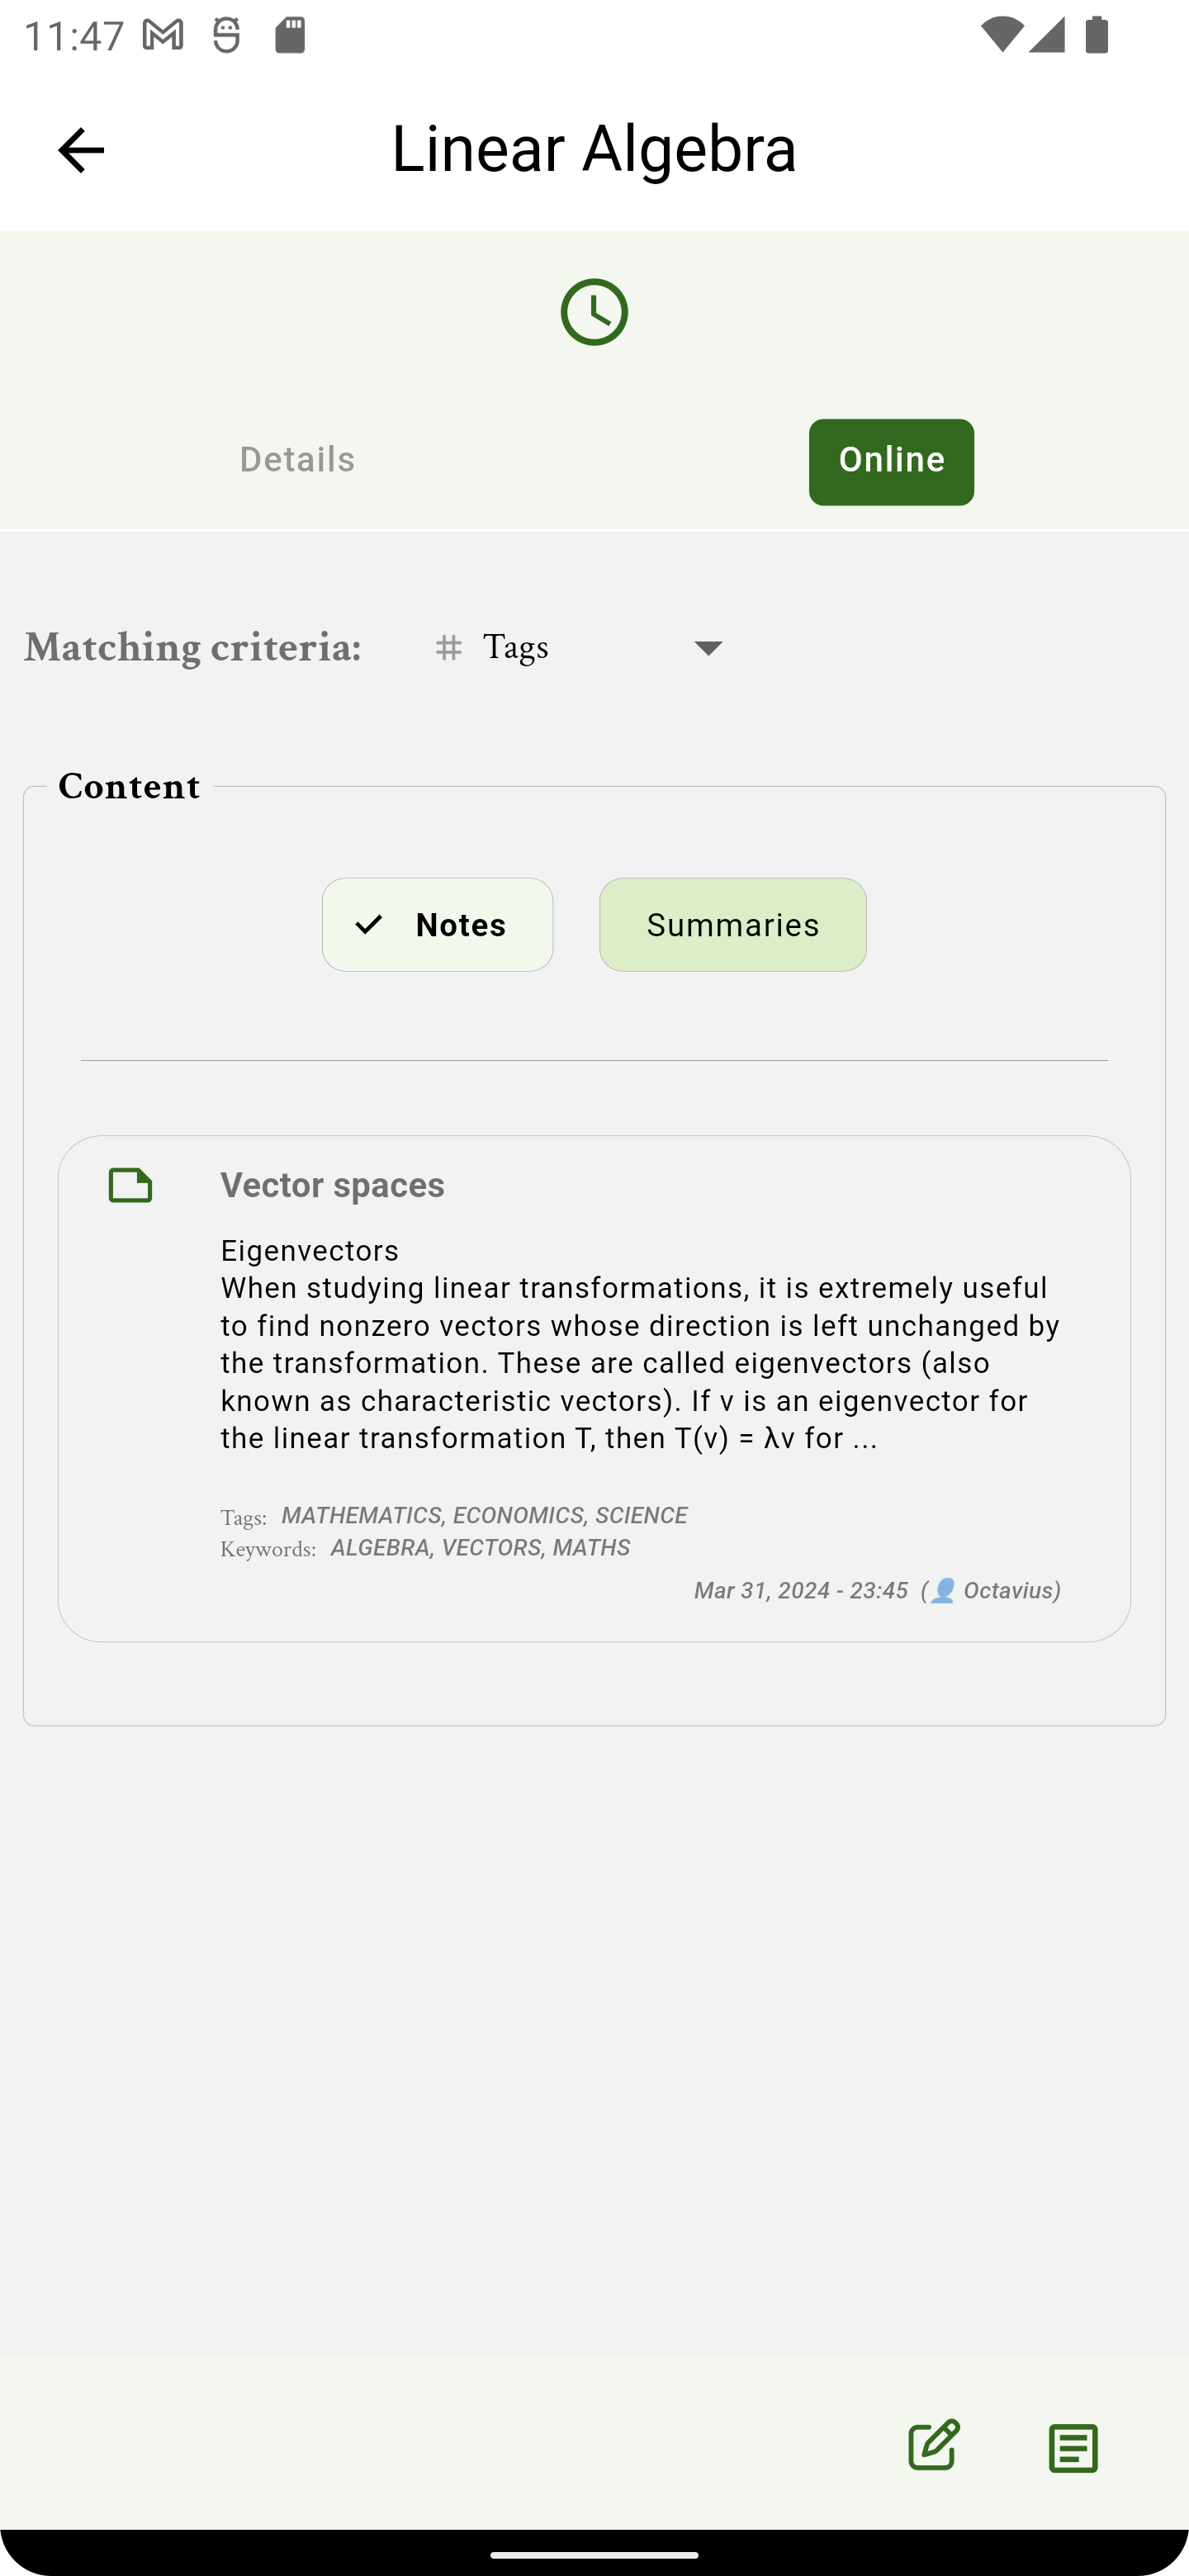 11:47
Linear Algebra
Details
Online
Matching criteria:
# Tags
Content
Notes
Summaries
Vector spaces
Eigenvectors
When studying linear transformations, it is extremely useful
to find nonzero vectors whose direction is left unchanged by
the transformation. These are called eigenvectors (also
known as characteristic vectors). If v is an eigenvector for
the linear transformation T, then T(v) = λv for ...
Tags: MATHEMATICS, ECONOMICS, SCIENCE
Keywords: ALGEBRA, VECTORS, MATHS
Mar 31, 2024 - 23:45 (👤 Octavius)